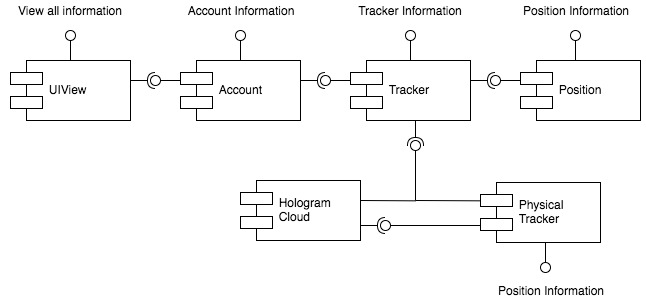 View all information
Account Information
Tracker Information
Position Information
UIView
Account
Tracker
Position
Hologram
Cloud
Physical
Tracker
Position Information